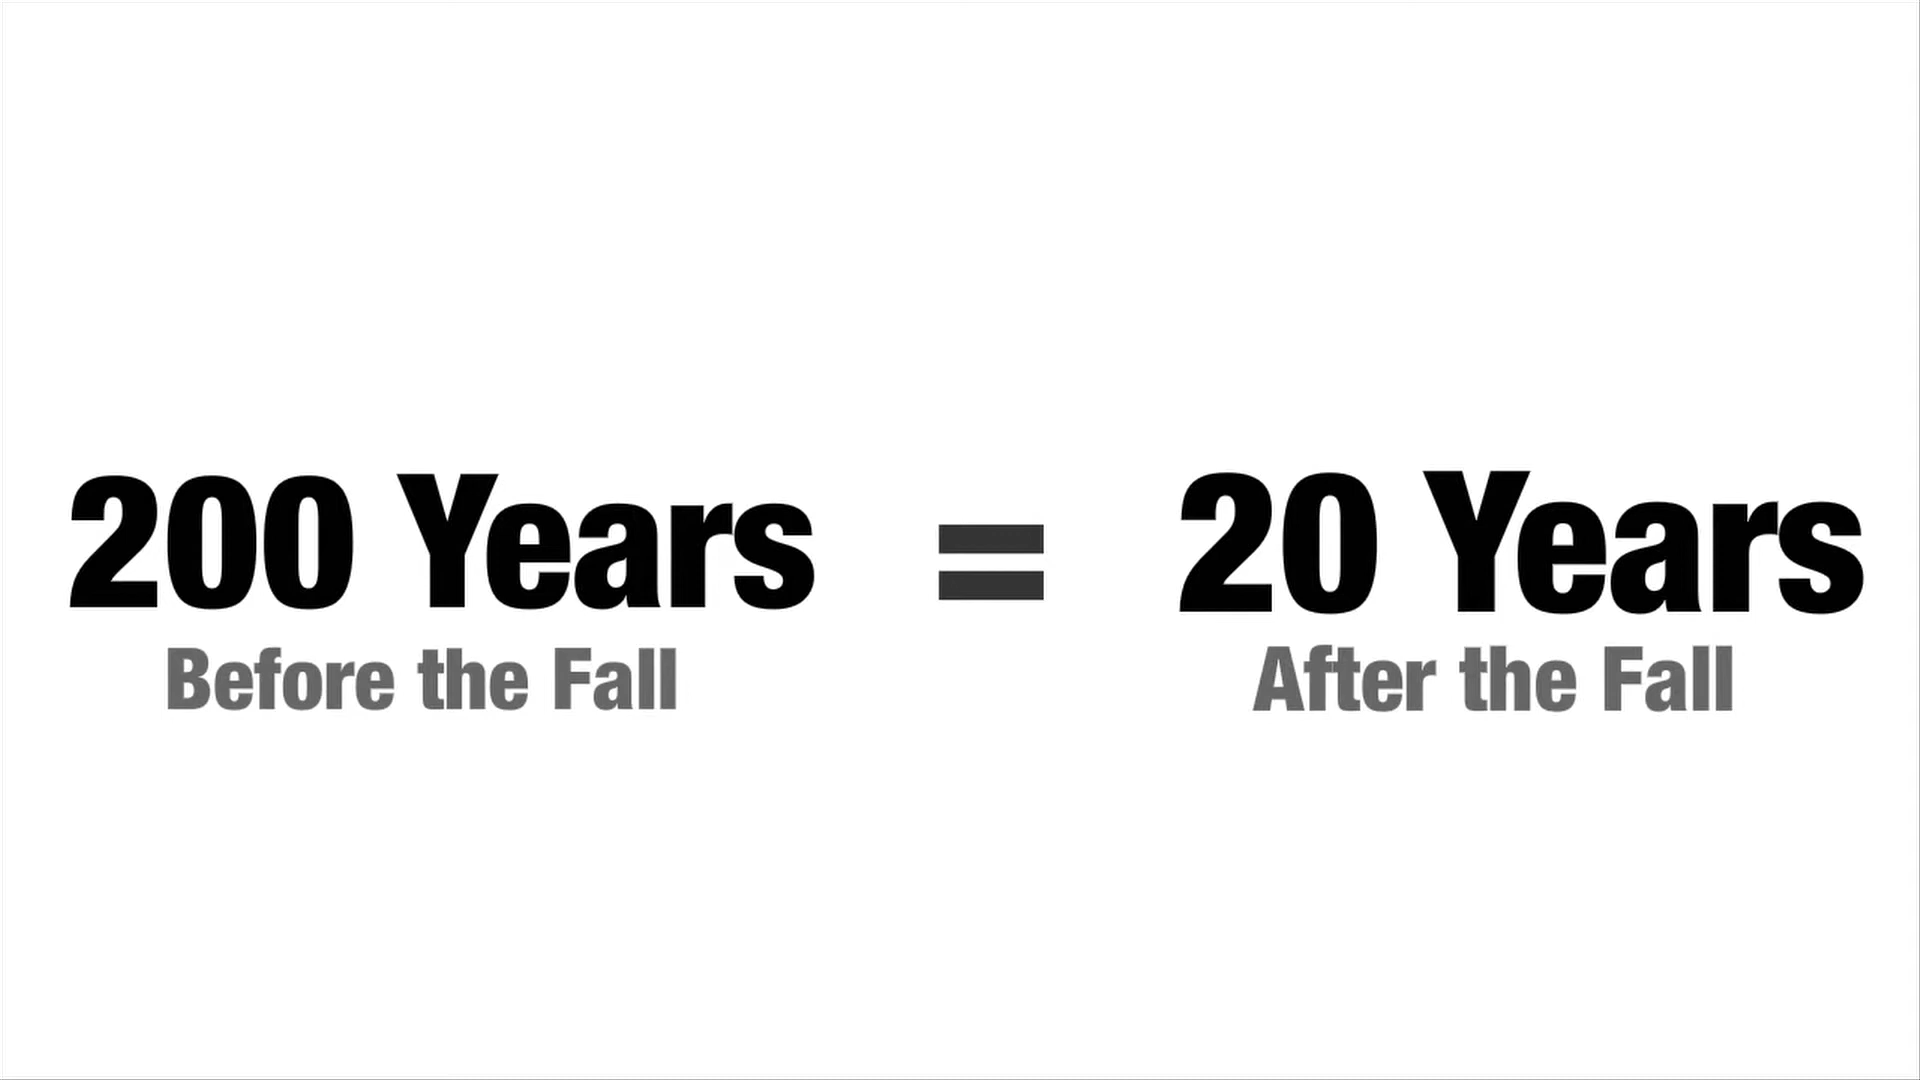 200 Years = 20 Years
Before the Fall After the Fall